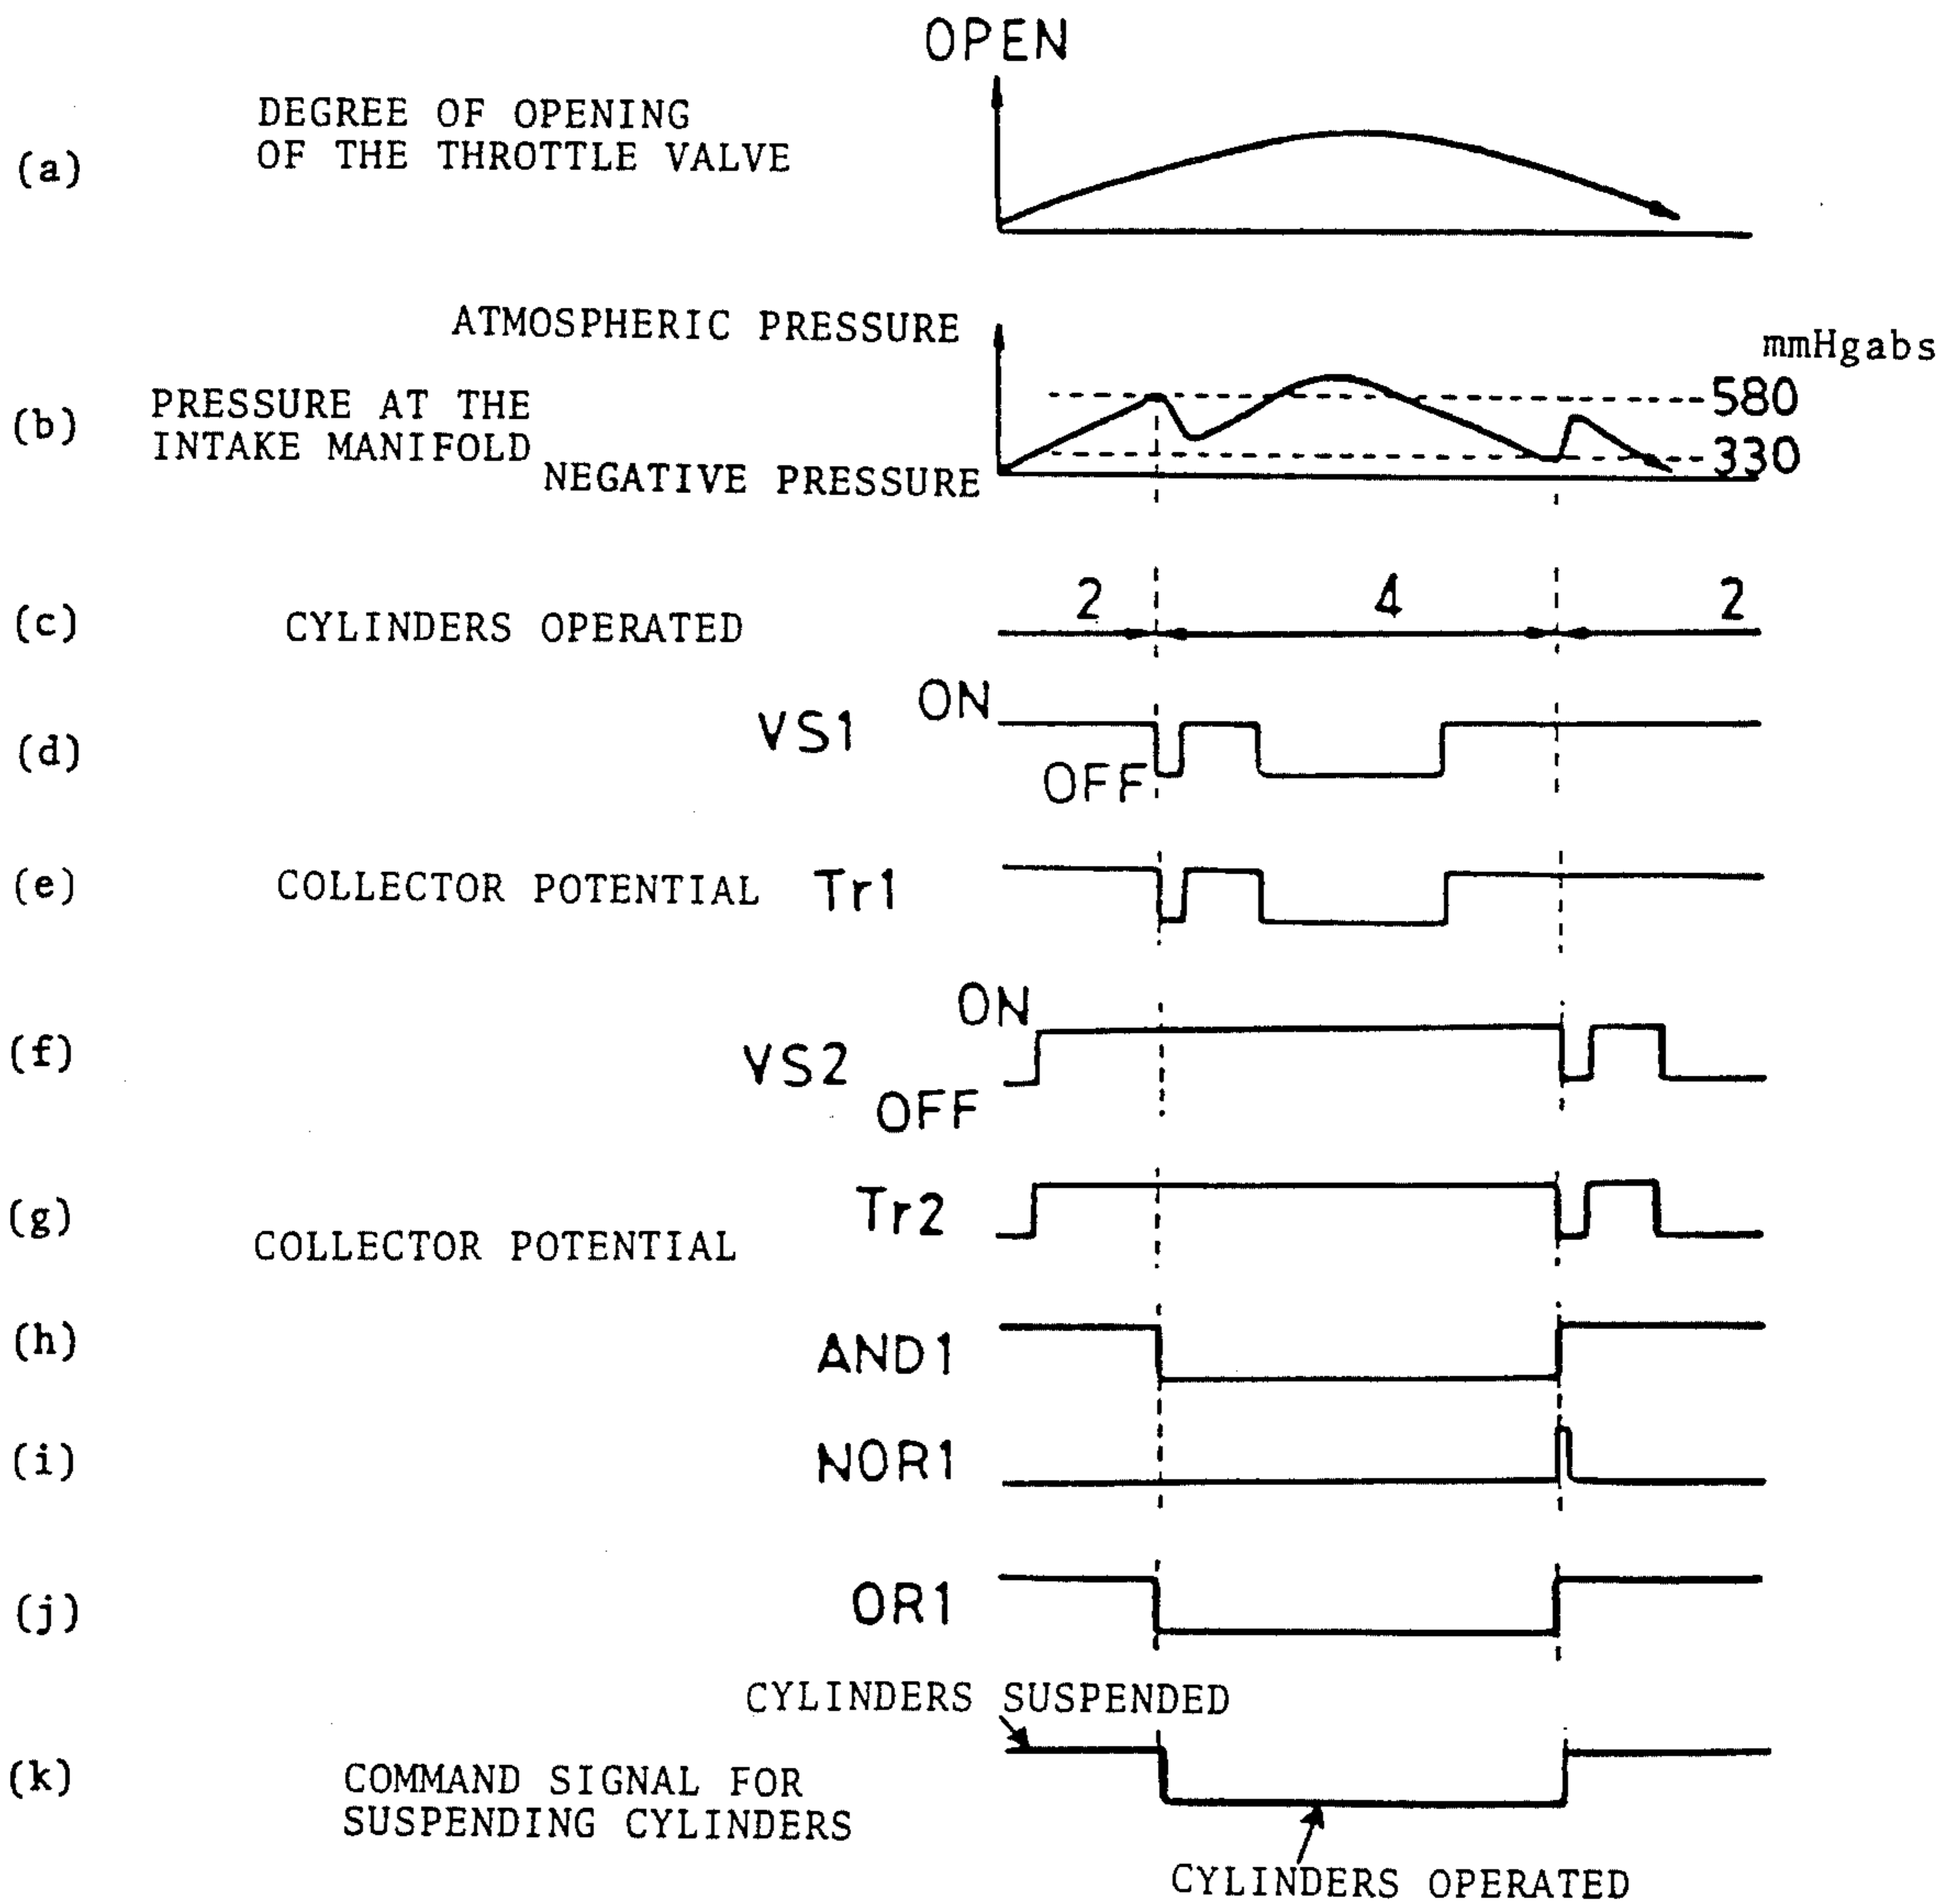 OPEN
(a) DEGREE OF OPENING
OF THE THROTTLE VALVE
ATMOSPHERIC PRESSURE
mmHgabs
(b) PRESSURE AT THE
INTAKE MANIFOLD
NEGATIVE PRESSURE
580
330
(c) CYLINDERS OPERATED
2 4 2
(d) VS1
ON
OFF
(e) COLLECTOR POTENTIAL Tr1
(f) VS2
ON
OFF
(g) COLLECTOR POTENTIAL Tr2
(h) AND1
(i) NOR1
(j) OR1
CYLINDERS SUSPENDED
(k) COMMAND SIGNAL FOR
SUSPENDING CYLINDERS
CYLINDERS OPERATED